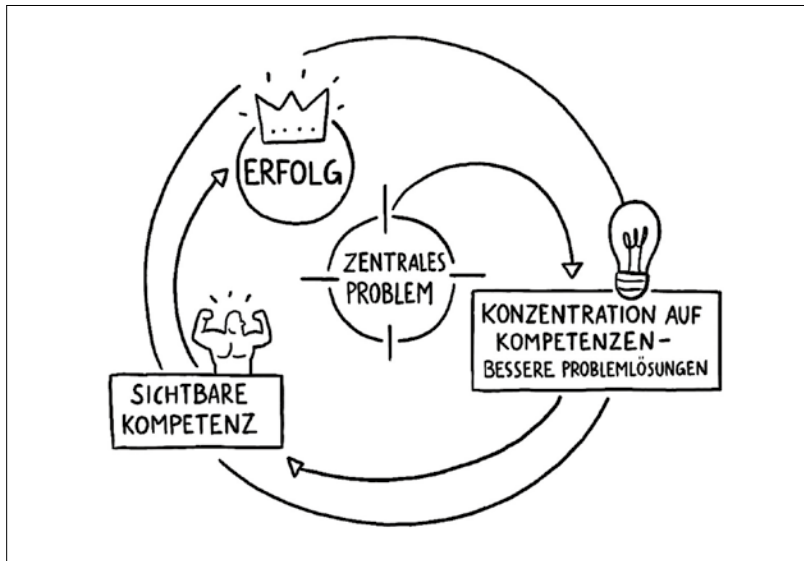 ERFOLG
ZENTRALES
PROBLEM
KONZENTRATION AUF
KOMPETENZEN–
BESSERE PROBLEMLÖSUNGEN
SICHTBARE
KOMPETENZ